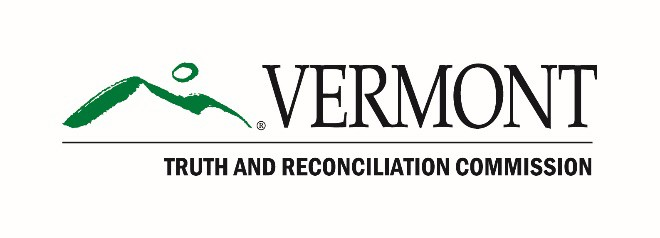 ® VERMONT
TRUTH AND RECONCILIATION COMMISSION